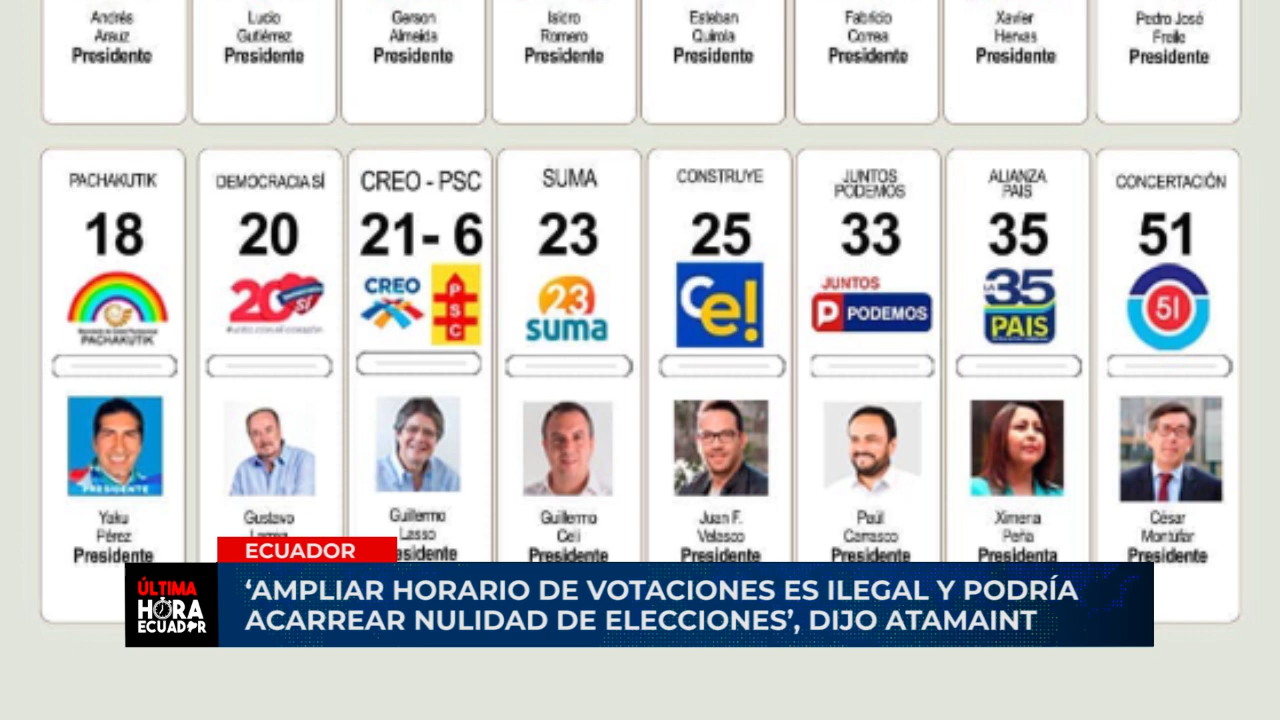 Andrés
Arauz
Presidente
Lucio
Gutiérrez
Presidente
Gerson
Almeida
Presidente
Isidro
Romero
Presidente
Esteban
Quirola
Presidente
Fabricio
Correa
Presidente
Xavier
Hervas
Presidente
Pedro José
Freile
Presidente
PACHAKUTIK
18
PACHAKUTIK
PRESIDENTE
Yaku
Pérez
Presidente
DEMOCRACIA SÍ
20
20
SÍ
Gustavo
CREO - PSC
21- 6
CREO
PSC
Guillermo
Lasso
esidente
SUMA
23
23
suma
Guillermo
Celi
Presidente
CONSTRUYE
25
Ce!
Juan F.
Velasco
Presidente
JUNTOS
PODEMOS
33
JUNTOS
P PODEMOS
Paúl
Carrasco
Presidente
ALIANZA
PAIS
35
LA 35
PAIS
Ximena
Peña
Presidenta
CONCERTACIÓN
51
51
César
Montúfar
Presidente
ECUADOR
ÚLTIMA
HORA
ECUADOR
‘AMPLIAR HORARIO DE VOTACIONES ES ILEGAL Y PODRÍA
ACARREAR NULIDAD DE ELECCIONES’, DIJO ATAMAINT